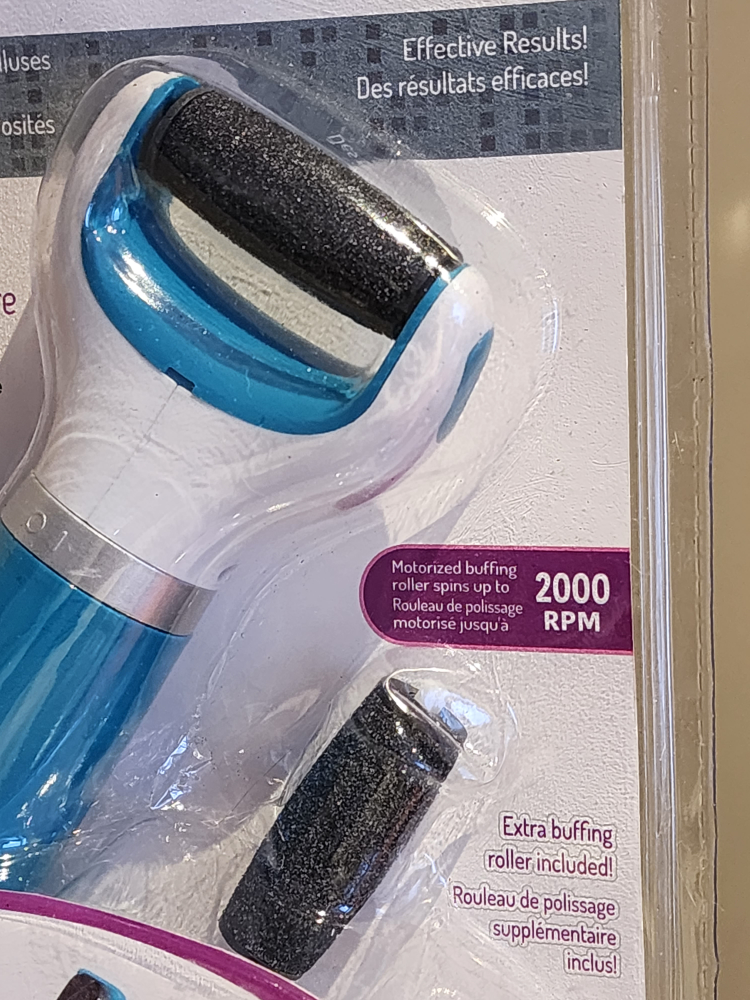 Effective Results!
Des résultats efficaces!
Motorized buffing
roller spins up to
Rouleau de polissage
motorisé jusqu'à
2000
RPM
O I
Extra buffing
roller included!
Rouleau de polissage
supplémentaire
inclus!